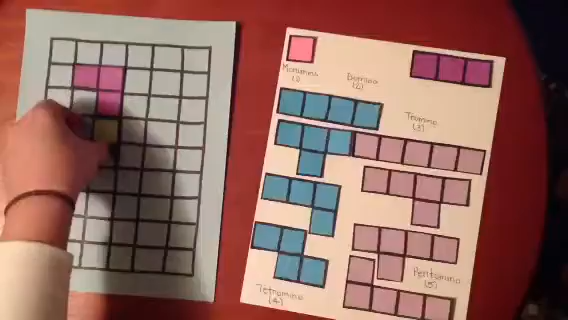 Monomino
(1)
Domino
(2)
Tromino
(3)
Pentomino
(5)
Tetromino
(4)